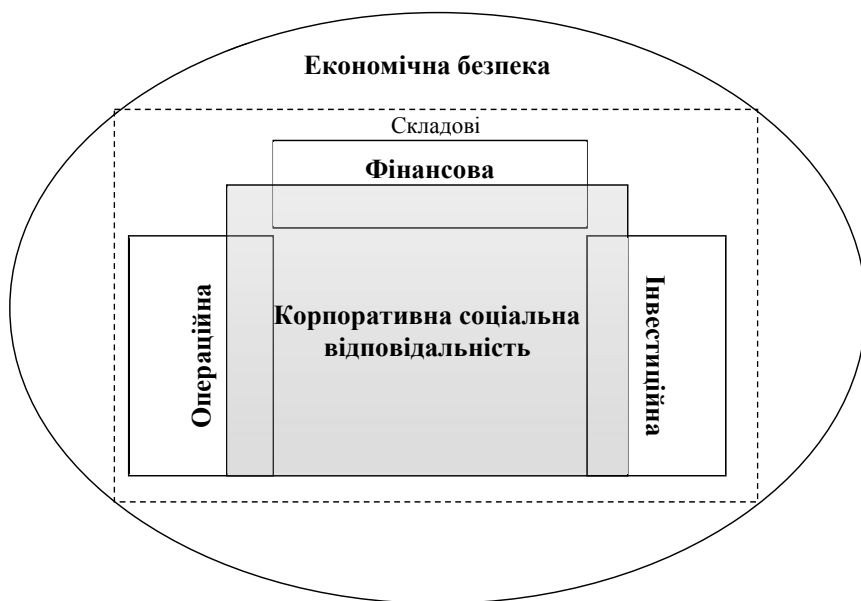 Економічна безпека
Складові
Фінансова
Операційна
Корпоративна соціальна
відповідальність
Інвестиційна